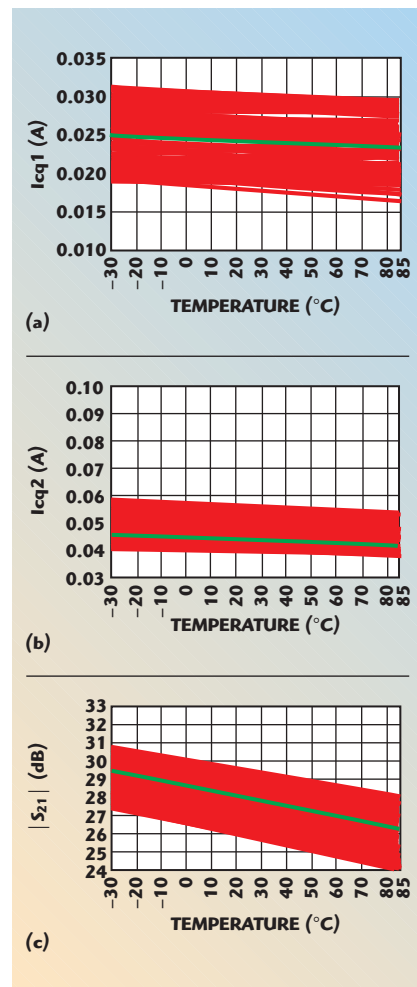 0.035
0.030
0.025
0.020
0.015
0.010
Icq1 (A)
−30 −20 −10 0 10 20 30 40 50 60 70 80 85
TEMPERATURE (°C)
(a)
0.10
0.09
0.08
0.07
0.06
0.05
0.04
0.03
Icq2 (A)
−30 −20 −10 0 10 20 30 40 50 60 70 80 85
TEMPERATURE (°C)
(b)
33
32
31
30
29
28
27
26
25
24
|S21| (dB)
−30 −20 −10 0 10 20 30 40 50 60 70 80 85
TEMPERATURE (°C)
(c)